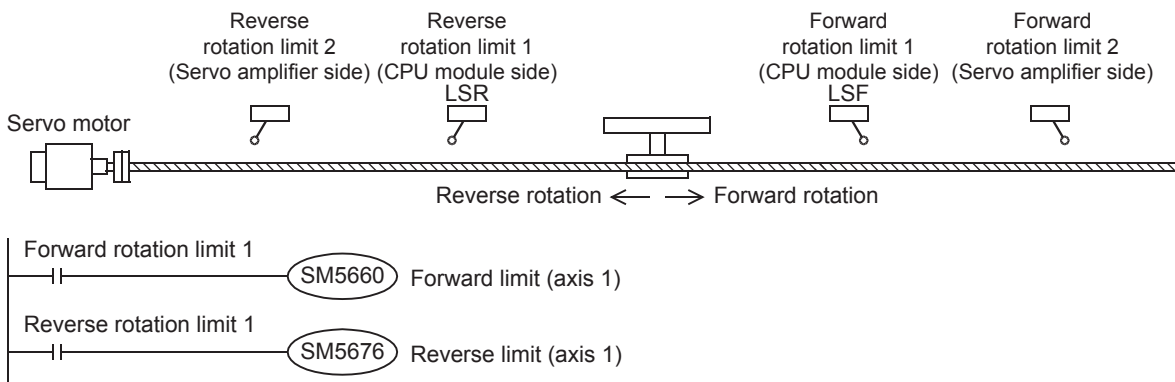 Reverse
rotation limit 2
(Servo amplifier side)
Reverse
rotation limit 1
(CPU module side)
LSR
Forward
rotation limit 1
(CPU module side)
LSF
Forward
rotation limit 2
(Servo amplifier side)
Servo motor
Reverse rotation
Forward rotation
Forward rotation limit 1
SM5660
Forward limit (axis 1)
Reverse rotation limit 1
SM5676
Reverse limit (axis 1)